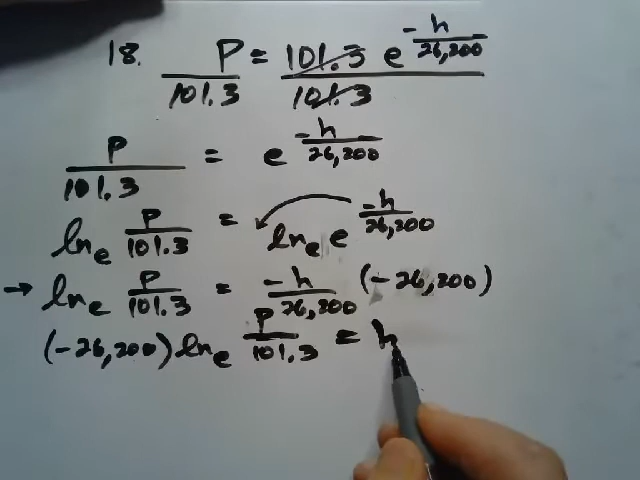 18. P/101.3 = 101.3 e^(-h/26,200)/101.3
P/101.3 = e^(-h/26,200)
ln_e P/101.3 = ln_e e^(-h/26,200)
→ ln_e P/101.3 = -h/26,200 (-26,200)
(-26,200) ln_e P/101.3 = h